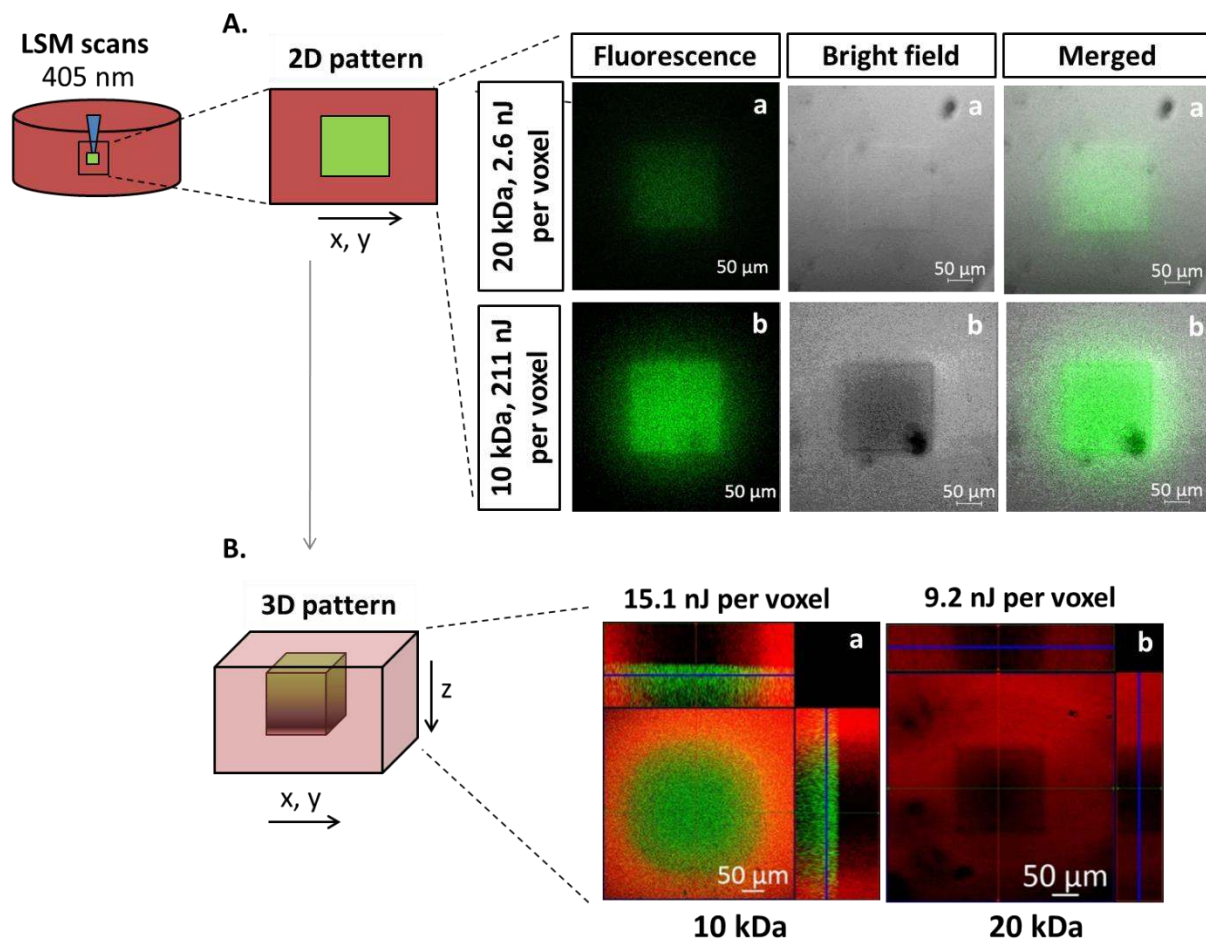 A.
LSM scans
405 nm
2D pattern
x, y
Fluorescence
Bright field
Merged
20 kDa, 2.6 nJ
per voxel
a
50 µm
a
50 µm
a
50 µm
10 kDa, 211 nJ
per voxel
b
50 µm
b
50 µm
b
50 µm
B.
3D pattern
z
x, y
15.1 nJ per voxel
a
50 µm
10 kDa
9.2 nJ per voxel
b
50 µm
20 kDa